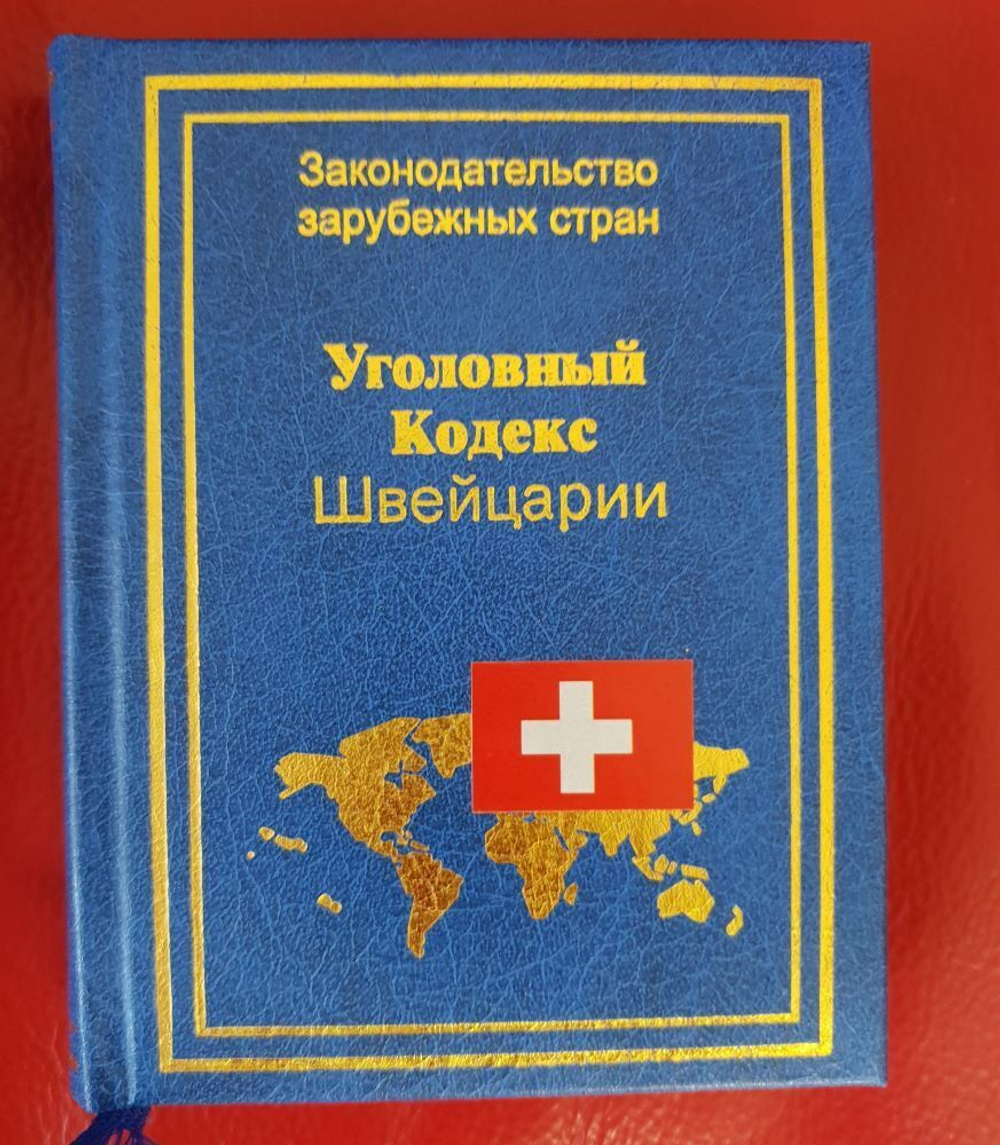 Законодательство
зарубежных стран
Уголовный
Кодекс
Швейцарии